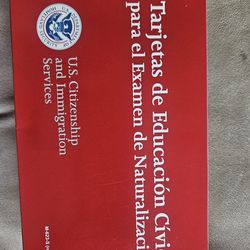 Tarjetas de Educación Cívi
para el Examen de Naturalizaci
U.S. Citizenship
and Immigration
Services